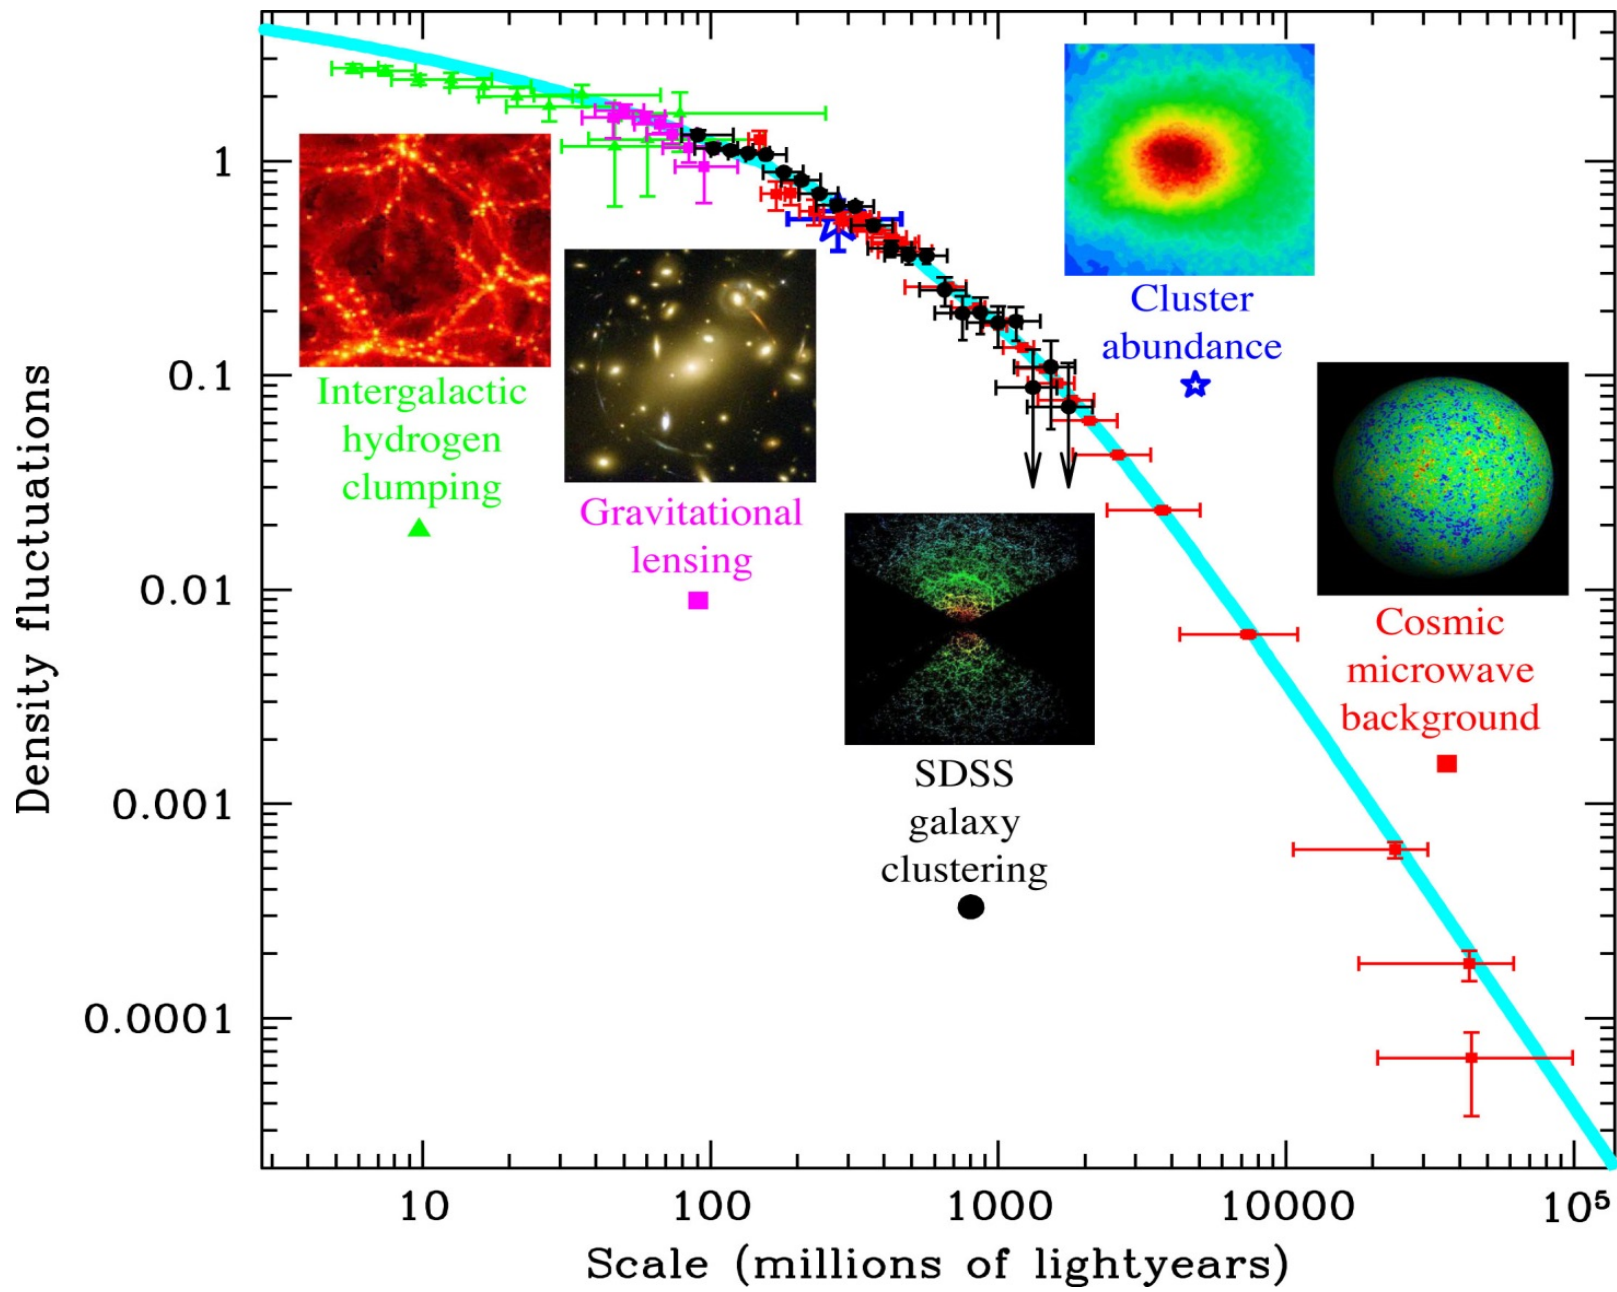 Density fluctuations
1
0.1
0.01
0.001
0.0001
Intergalactic
hydrogen
clumping
Gravitational
lensing
SDSS
galaxy
clustering
Cluster
abundance
Cosmic
microwave
background
10
100
1000
10000
10⁵
Scale (millions of lightyears)